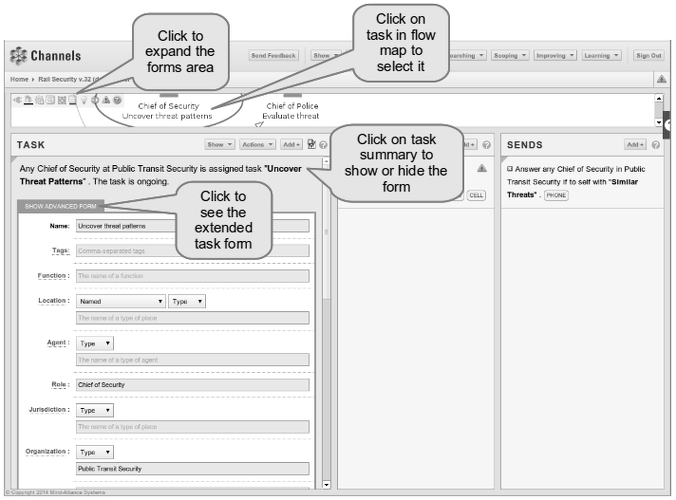 Click to
expand the
forms area
Click on
task in flow
map to
select it
Channels
Send Feedback
Show
Scoping
Improving
Learning
Sign Out
Home › Rail Security v.32
Chief of Security
Uncover threat patterns
Chief of Police
Evaluate threat
TASK
Show
Actions
Add +
Click on task
summary to
show or hide the
form
SENDS
Add +
Any Chief of Security at Public Transit Security is assigned task "Uncover
Threat Patterns" . The task is ongoing.
CELL
Answer any Chief of Security in Public
Transit Security if to self with "Similar
Threats" . PHONE
Click to
see the
extended
task form
SHOW ADVANCED FORM
Name: Uncover threat patterns
Tags: Comma-separated tags
Function : The name of a function
Location : Named Type
The name of a type of place
Agent : Type
The name of a type of agent
Role : Chief of Security
Jurisdiction : Type
The name of a type of place
Organization : Type
Public Transit Security
© Copyright 2014 Mind-Alliance Systems